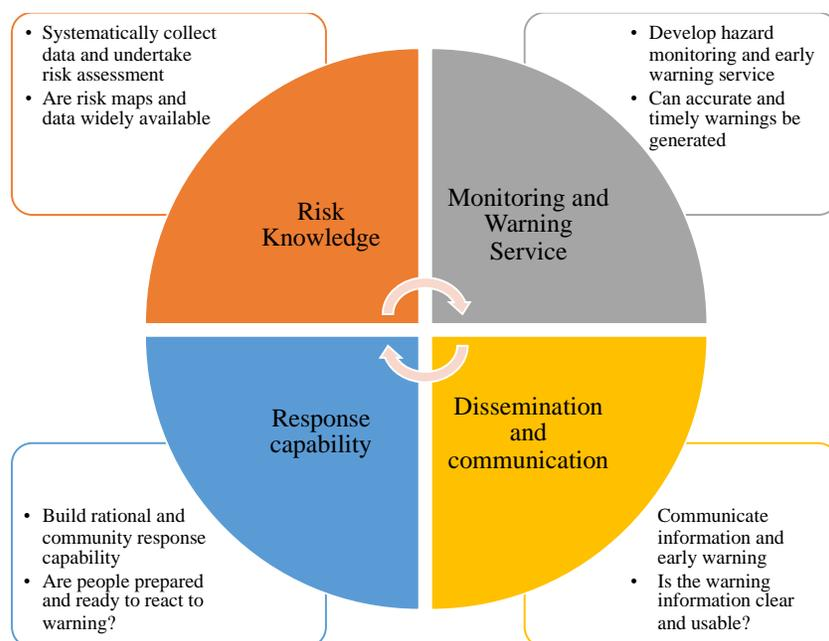 • Systematically collect
data and undertake
risk assessment
• Are risk maps and
data widely available
• Develop hazard
monitoring and early
warning service
• Can accurate and
timely warnings be
generated
Risk
Knowledge
Monitoring and
Warning
Service
Response
capability
Dissemination
and
communication
• Build rational and
community response
capability
• Are people prepared
and ready to react to
warning?
Communicate
information and
early warning
• Is the warning
information clear
and usable?